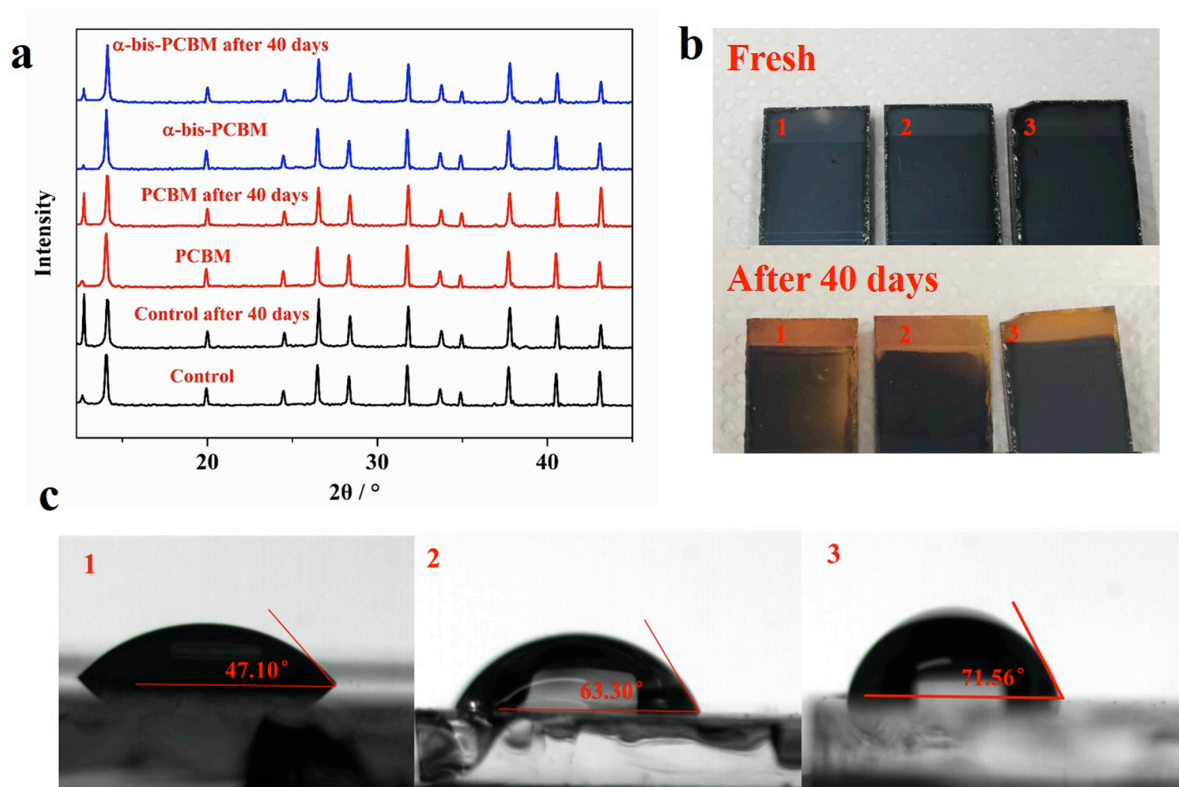 a
α-bis-PCBM after 40 days
α-bis-PCBM
PCBM after 40 days
PCBM
Control after 40 days
Control
Intensity
20
30
40
2θ / °
b
Fresh
1
2
3
After 40 days
1
2
3
c
1
47.10°
2
63.30°
3
71.56°